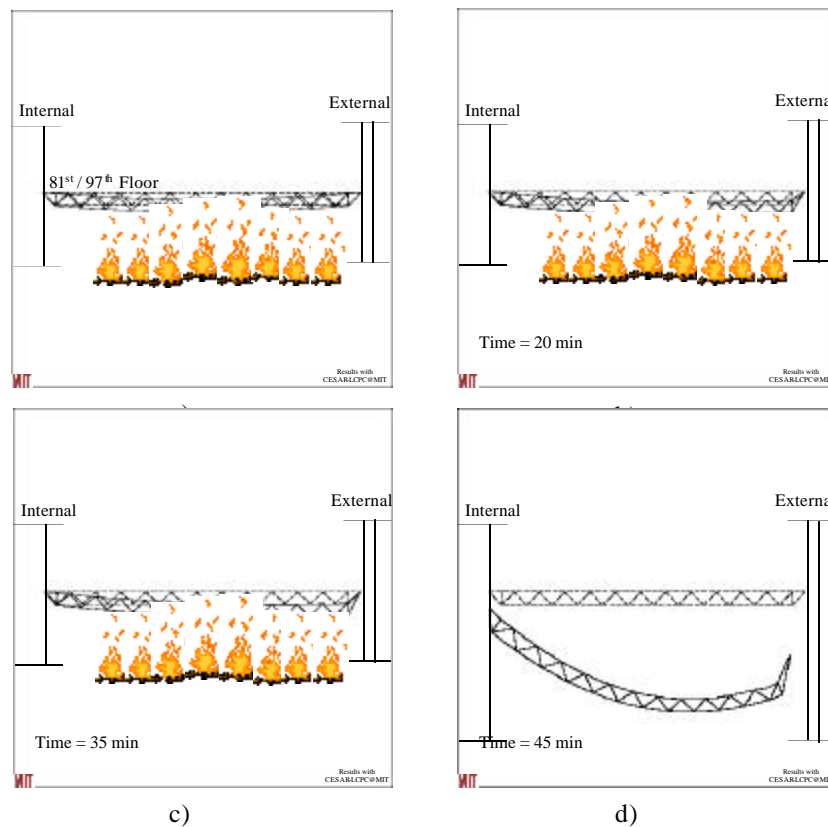 Internal
External
81st / 97th Floor
Results with
MIT
CESAR-LCPC@MIT
Internal
External
Time = 20 min
Results with
MIT
CESAR-LCPC@MIT
Internal
External
Time = 35 min
Results with
MIT
CESAR-LCPC@MIT
c)
Internal
External
Time = 45 min
Results with
MIT
CESAR-LCPC@MIT
d)